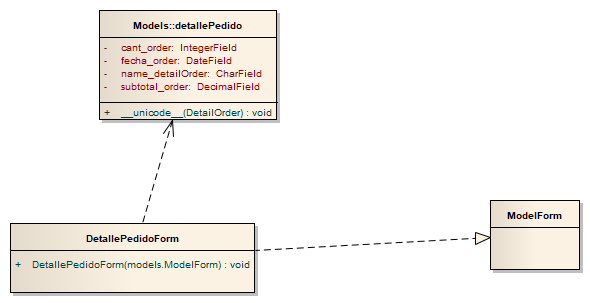 Models::detallePedido
- cant_order: IntegerField
- fecha_order: DateField
- name_detailOrder: CharField
- subtotal_order: DecimalField
+ __unicode__(DetailOrder) : void
DetallePedidoForm
+ DetallePedidoForm(models.ModelForm) : void
ModelForm